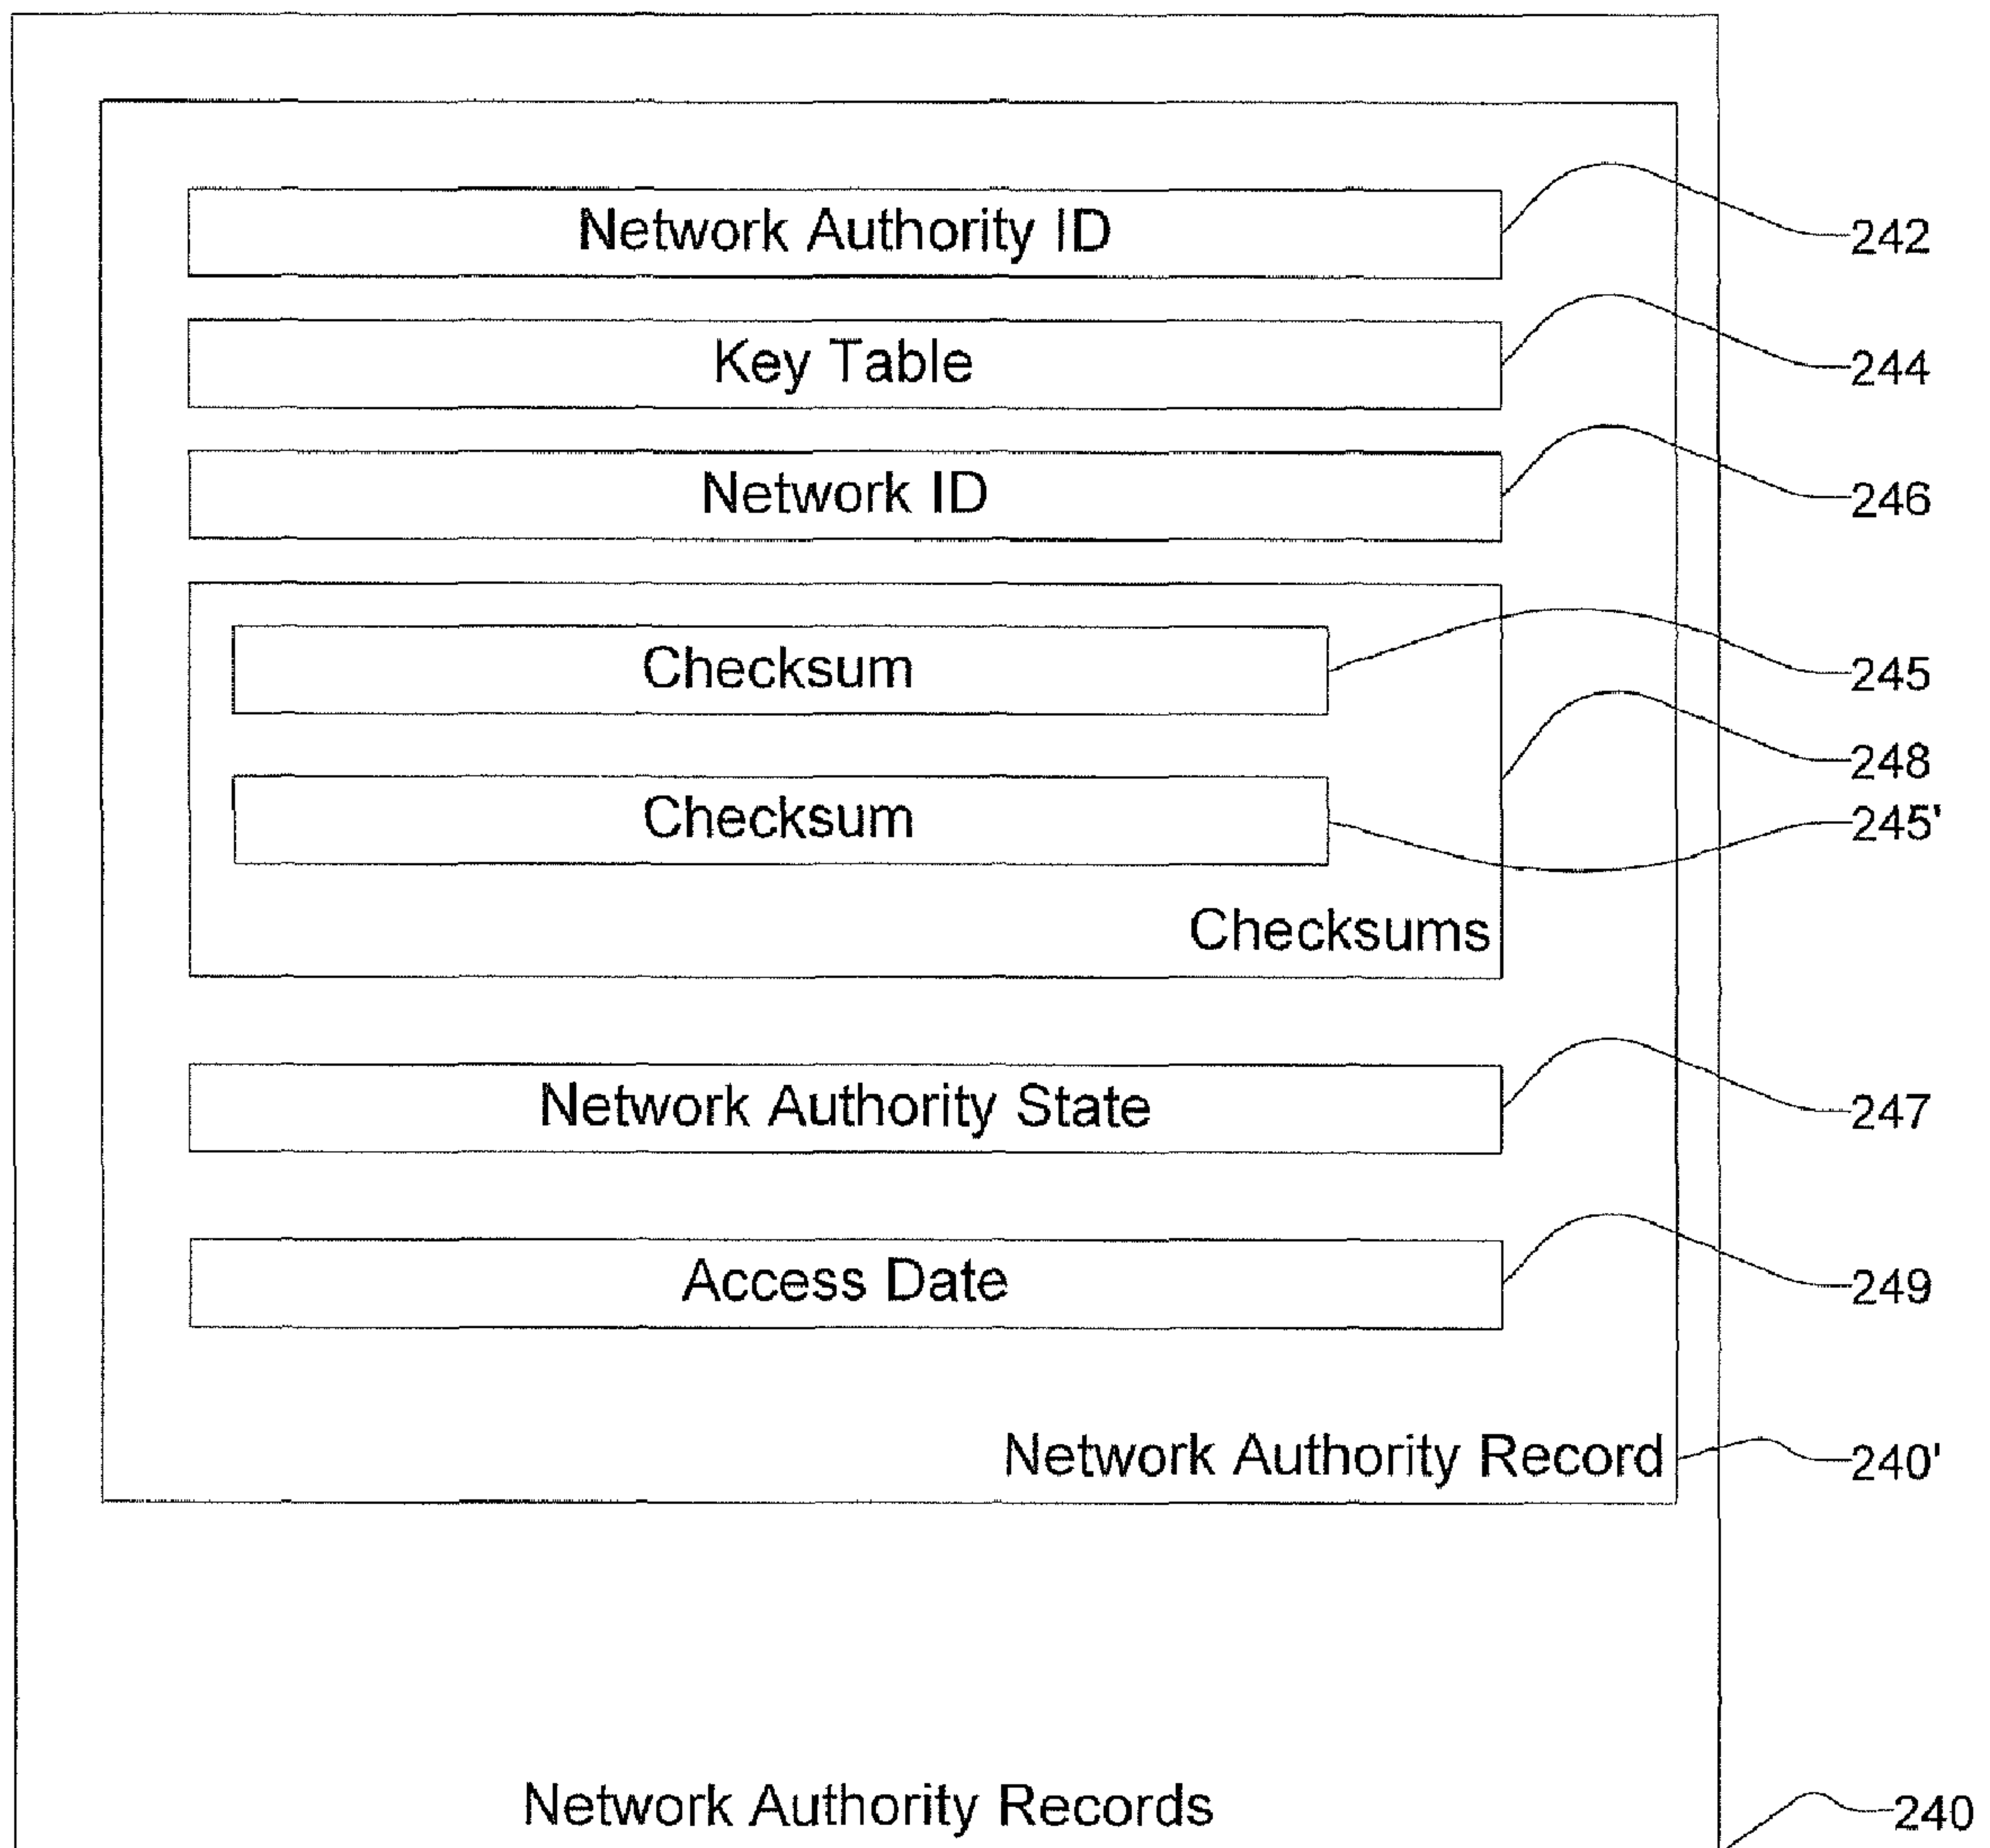 Network Authority ID
242
Key Table
244
Network ID
246
Checksum
245
248
Checksum
245'
Checksums
Network Authority State
247
Access Date
249
Network Authority Record
240'
Network Authority Records
240